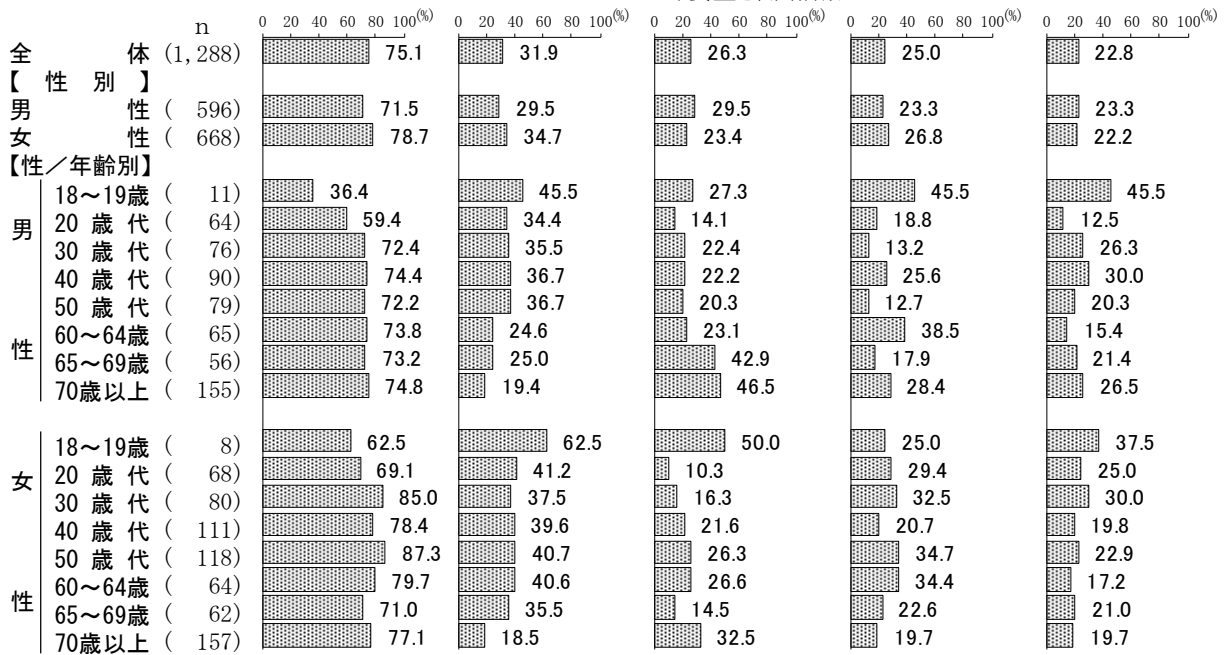 0 20 40 60 80 100(%) 0 20 40 60 80 100(%) 0 20 40 60 80 100(%) 0 20 40 60 80 100(%) 0 20 40 60 80 100(%)
n
全体 (1,288) 75.1 31.9 26.3 25.0 22.8
【性別】
男性 ( 596) 71.5 29.5 29.5 23.3 23.3
女性 ( 668) 78.7 34.7 23.4 26.8 22.2
【性/年齢別】
男性
18~19歳 ( 11) 36.4 45.5 27.3 45.5 45.5
20歳代 ( 64) 59.4 34.4 14.1 18.8 12.5
30歳代 ( 76) 72.4 35.5 22.4 13.2 26.3
40歳代 ( 90) 74.4 36.7 22.2 25.6 30.0
50歳代 ( 79) 72.2 36.7 20.3 12.7 20.3
60~64歳 ( 65) 73.8 24.6 23.1 38.5 15.4
65~69歳 ( 56) 73.2 25.0 42.9 17.9 21.4
70歳以上 ( 155) 74.8 19.4 46.5 28.4 26.5
女性
18~19歳 ( 8) 62.5 62.5 50.0 25.0 37.5
20歳代 ( 68) 69.1 41.2 10.3 29.4 25.0
30歳代 ( 80) 85.0 37.5 16.3 32.5 30.0
40歳代 ( 111) 78.4 39.6 21.6 20.7 19.8
50歳代 ( 118) 87.3 40.7 26.3 34.7 22.9
60~64歳 ( 64) 79.7 40.6 26.6 34.4 17.2
65~69歳 ( 62) 71.0 35.5 14.5 22.6 21.0
70歳以上 ( 157) 77.1 18.5 32.5 19.7 19.7